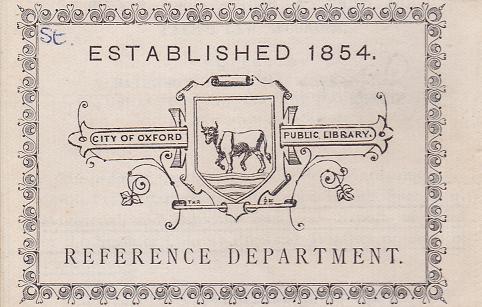 St.
ESTABLISHED 1854.
CITY OF OXFORD PUBLIC LIBRARY.
REFERENCE DEPARTMENT.